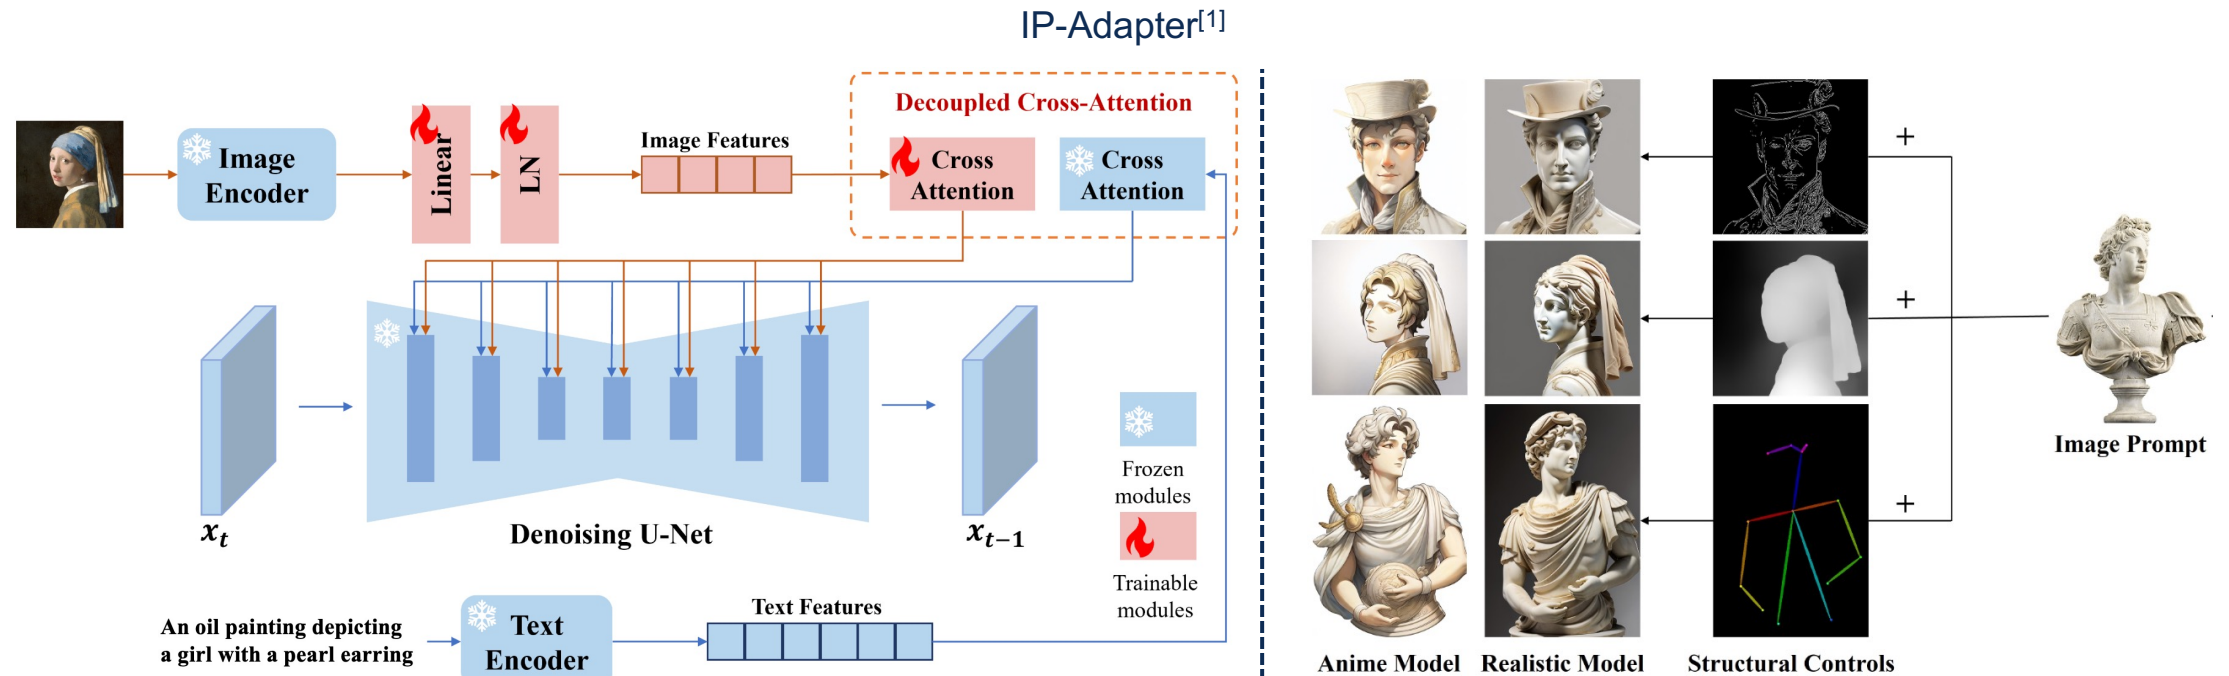 IP-Adapter[1]
Decoupled Cross-Attention
Image
Encoder
Linear
LN
Image Features
Cross
Attention
Cross
Attention
xt
Denoising U-Net
xt−1
Frozen
modules
Trainable
modules
An oil painting depicting
a girl with a pearl earring
Text
Encoder
Text Features
+
+
+
Image Prompt
Anime Model
Realistic Model
Structural Controls